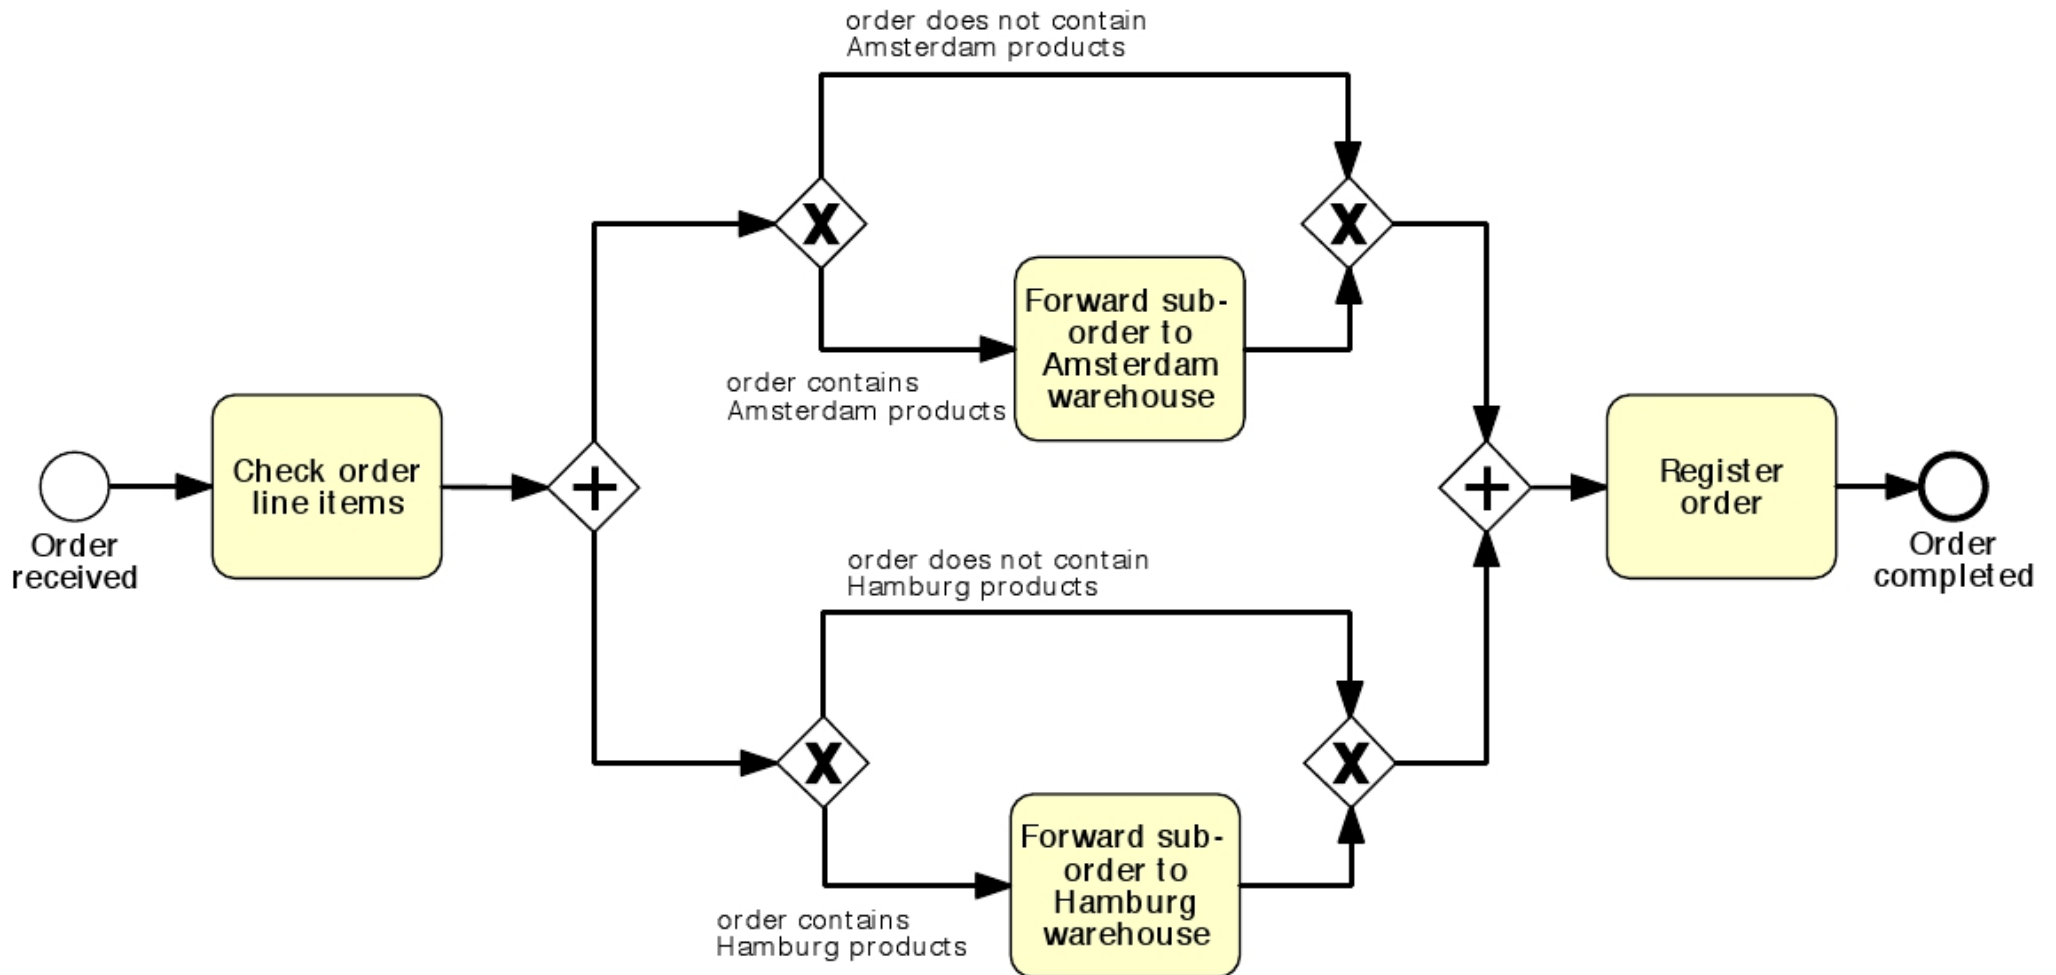 order does not contain
Amsterdam products
X
X
Forward sub-
order to
Amsterdam
warehouse
order contains
Amsterdam products
Order
received
Check order
line items
+
+
Register
order
Order
completed
order does not contain
Hamburg products
X
X
Forward sub-
order to
Hamburg
warehouse
order contains
Hamburg products